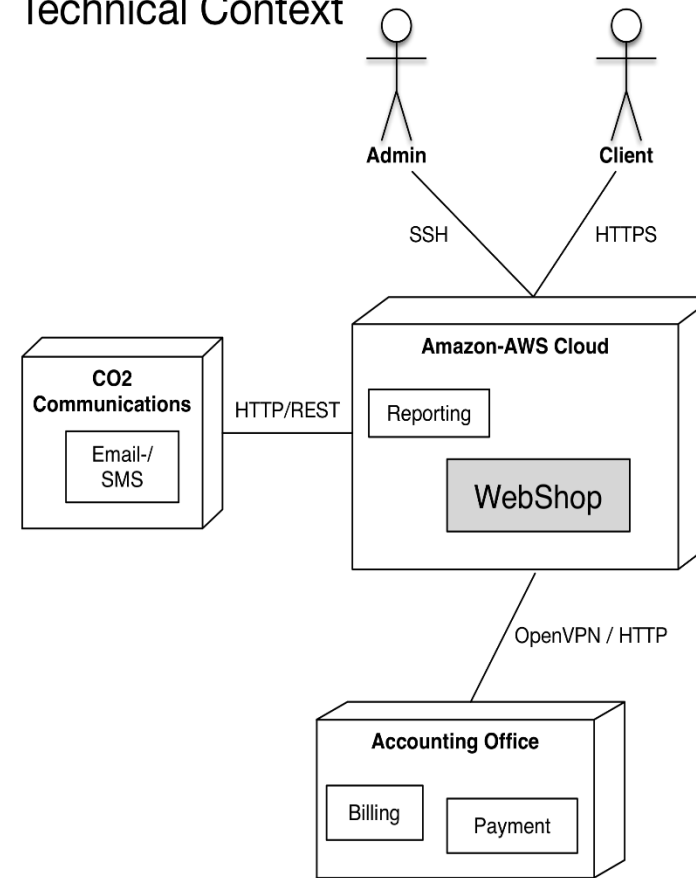 Technical Context
Admin
Client
SSH
HTTPS
Amazon-AWS Cloud
CO2
Communications
HTTP/REST
Reporting
Email-/
SMS
WebShop
OpenVPN / HTTP
Accounting Office
Billing
Payment